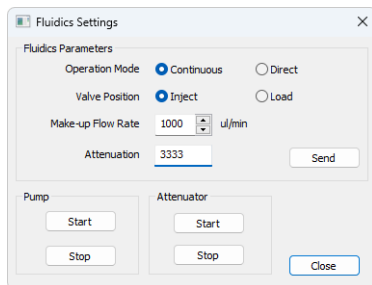 Fluidics Settings
Fluidics Parameters
Operation Mode Continuous Direct
Valve Position Inject Load
Make-up Flow Rate 1000 ul/min
Attenuation 3333 Send
Pump Attenuator
Start Start
Stop Stop
Close